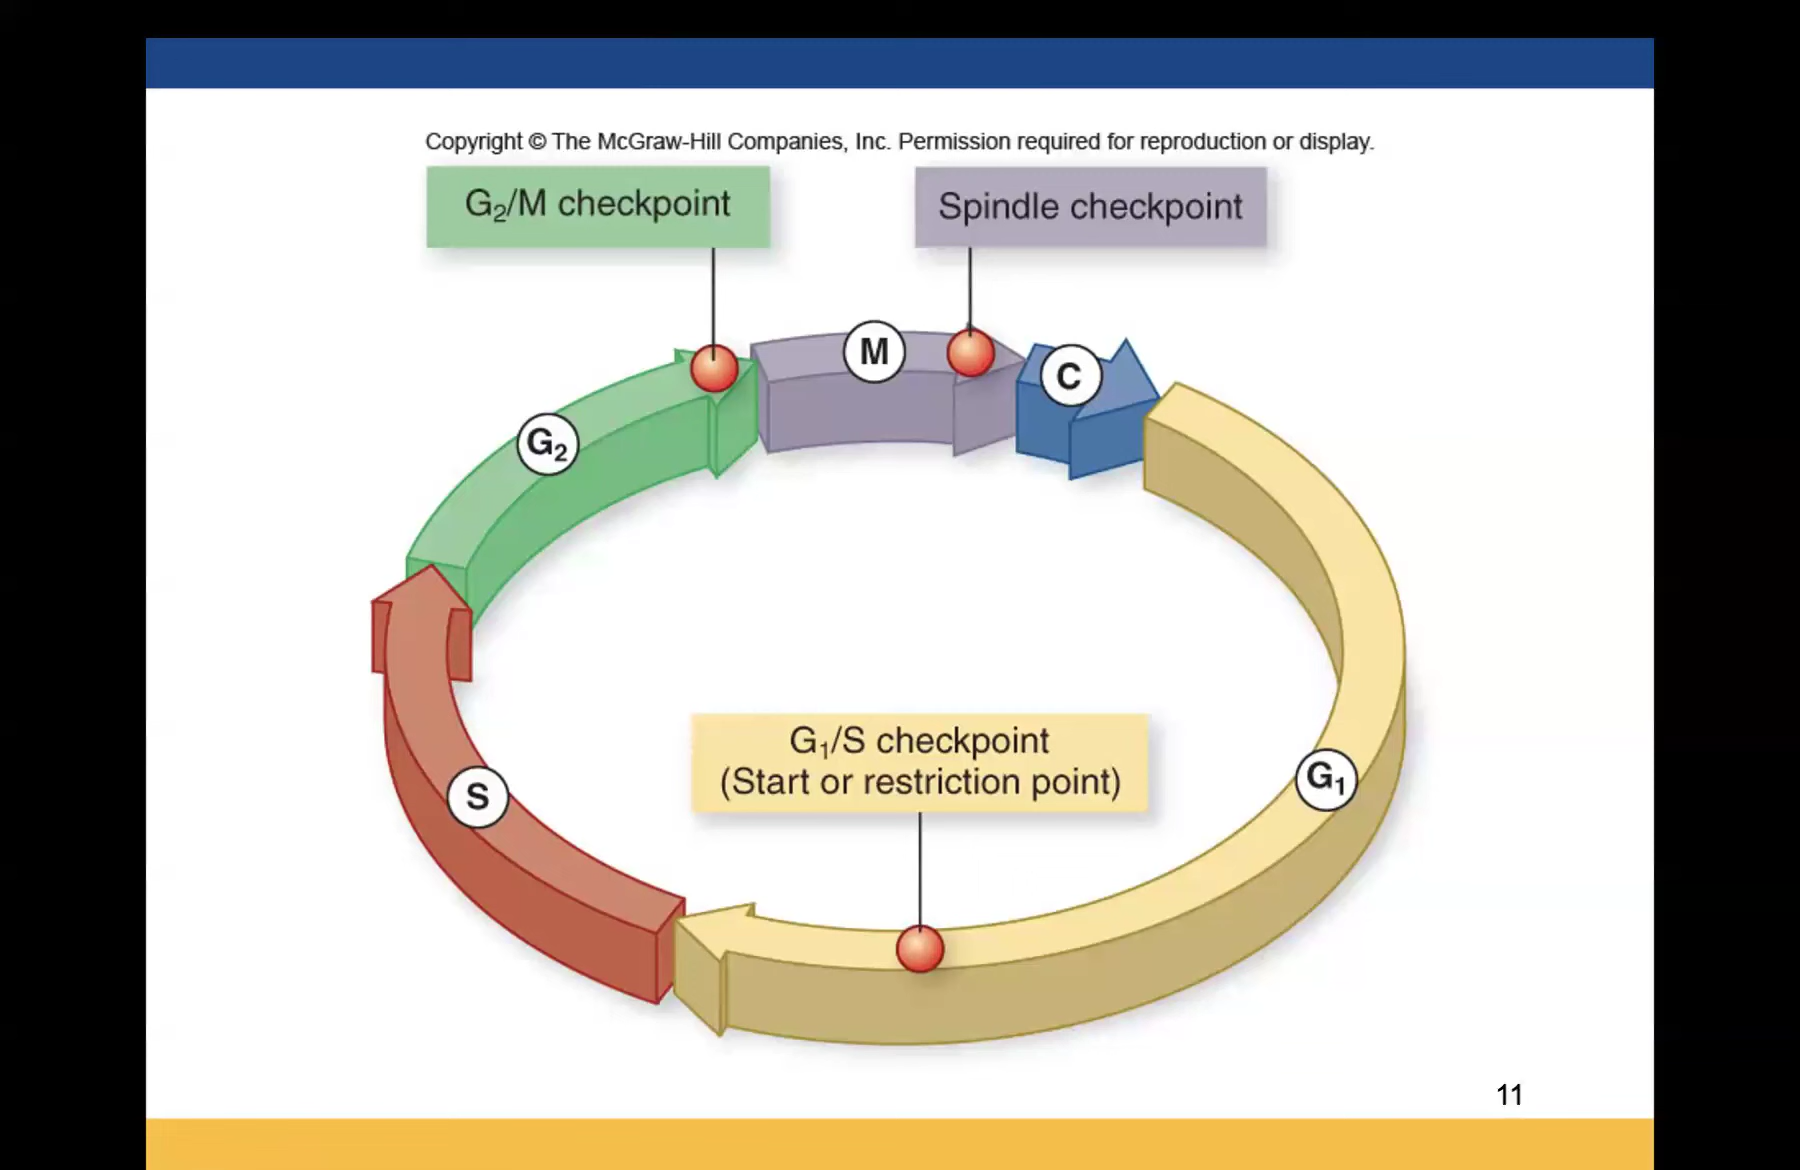 Copyright © The McGraw-Hill Companies, Inc. Permission required for reproduction or display.
G₂/M checkpoint
Spindle checkpoint
M
C
G₂
G₁/S checkpoint
(Start or restriction point)
G₁
S
11